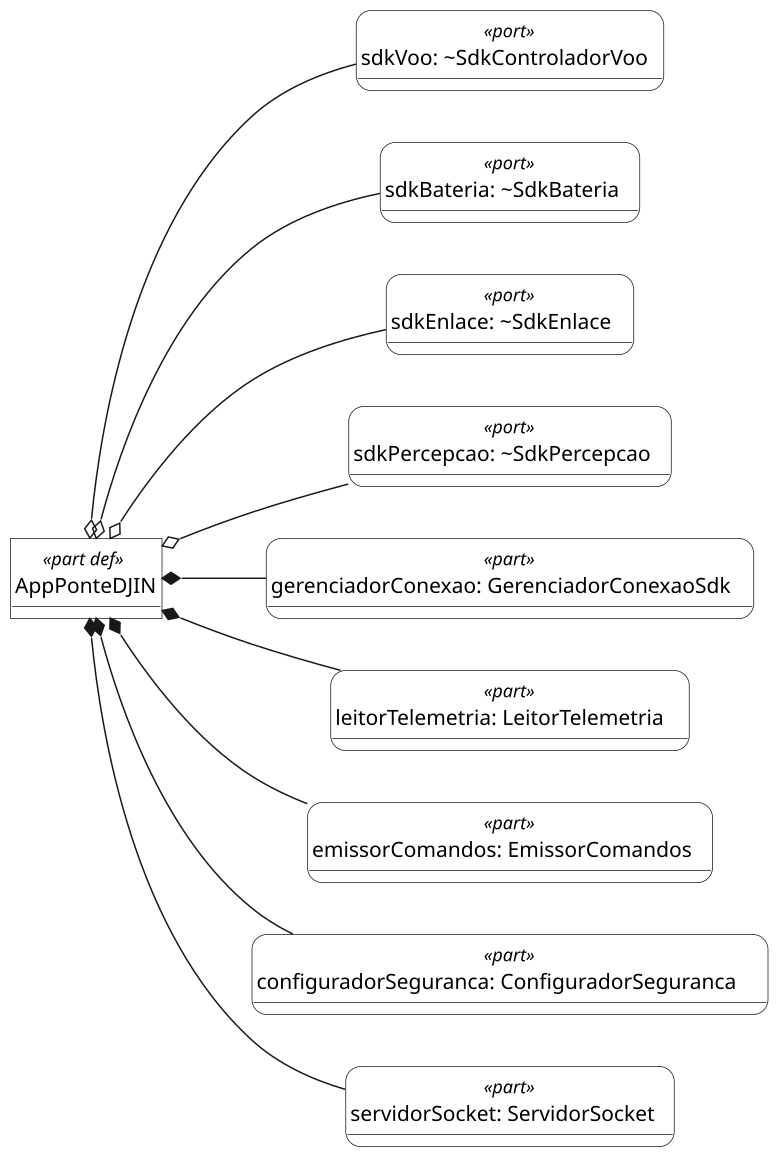 «port»
sdkVoo: ~SdkControladorVoo
«port»
sdkBateria: ~SdkBateria
«port»
sdkEnlace: ~SdkEnlace
«port»
sdkPercepcao: ~SdkPercepcao
«part def»
AppPonteDJIN
«part»
gerenciadorConexao: GerenciadorConexaoSdk
«part»
leitorTelemetria: LeitorTelemetria
«part»
emissorComandos: EmissorComandos
«part»
configuradorSeguranca: ConfiguradorSeguranca
«part»
servidorSocket: ServidorSocket